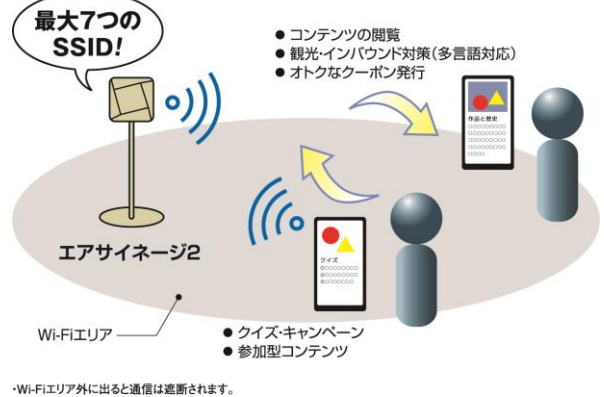 最大7つの
SSID!
● コンテンツの閲覧
● 観光・インバウンド対策(多言語対応)
● オトクなクーポン発行
作品と歴史
○○○○○○○○○
○○○○○○○○○
○○○○○○○○○
○○○○○○○○○
○○○○
エアサイネージ2
クイズ
①○○○○○○○○
②○○○○○○○○
③○○○○○○○
Wi-Fiエリア
● クイズ・キャンペーン
● 参加型コンテンツ
・Wi-Fiエリア外に出ると通信は遮断されます。